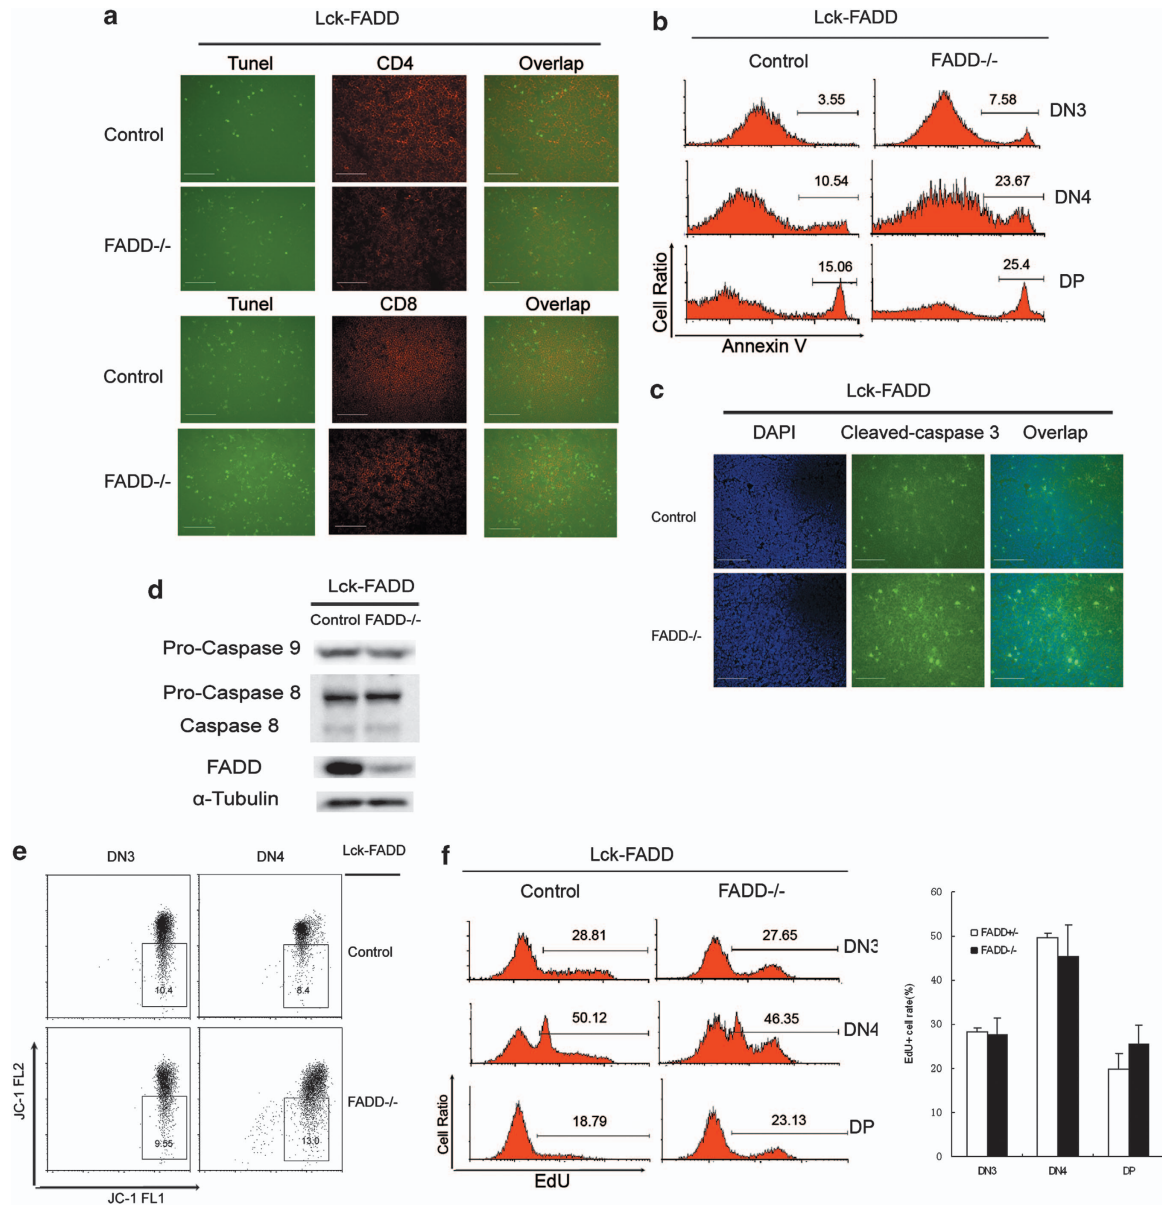 a
Lck-FADD
Tunel CD4 Overlap
Control
FADD-/-
Tunel CD8 Overlap
Control
FADD-/-
b
Lck-FADD
Control FADD-/-
3.55 7.58 DN3
10.54 23.67 DN4
15.06 25.4 DP
Cell Ratio
Annexin V
c
Lck-FADD
DAPI Cleaved-caspase 3 Overlap
Control
FADD-/-
d
Lck-FADD
Control FADD-/-
Pro-Caspase 9
Pro-Caspase 8
Caspase 8
FADD
α-Tubulin
e
DN3 DN4 Lck-FADD
10.4 8.4 Control
9.55 13.0 FADD-/-
JC-1 FL2
JC-1 FL1
f
Lck-FADD
Control FADD-/-
28.81 27.65 DN3
50.12 46.35 DN4
18.79 23.13 DP
Cell Ratio
EdU
EdU+ cell rate(%)
60
50
40
30
20
10
0
FADD+/-
FADD-/-
DN3 DN4 DP